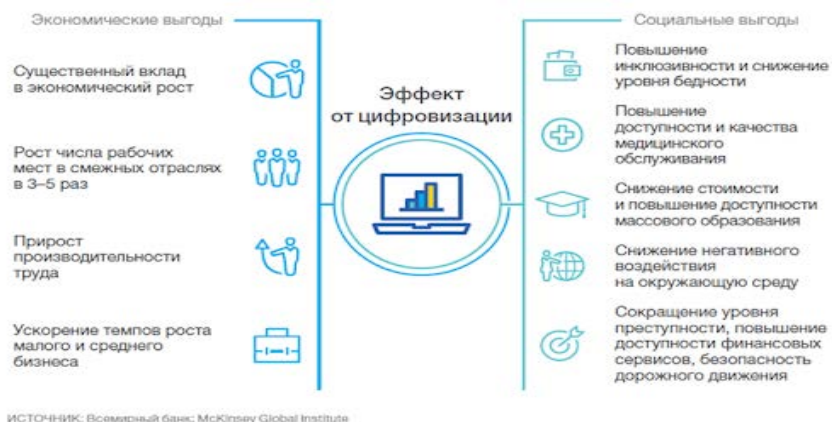 Экономические выгоды
Существенный вклад
в экономический рост
Рост числа рабочих
мест в смежных отраслях
в 3–5 раз
Прирост
производительности
труда
Ускорение темпов роста
малого и среднего
бизнеса
Эффект
от цифровизации
Социальные выгоды
Повышение
инклюзивности и снижение
уровня бедности
Повышение
доступности и качества
медицинского
обслуживания
Снижение стоимости
и повышение доступности
массового образования
Снижение негативного
воздействия
на окружающую среду
Сокращение уровня
преступности, повышение
доступности финансовых
сервисов, безопасность
дорожного движения
ИСТОЧНИК: Всемирный банк; McKinsey Global Institute